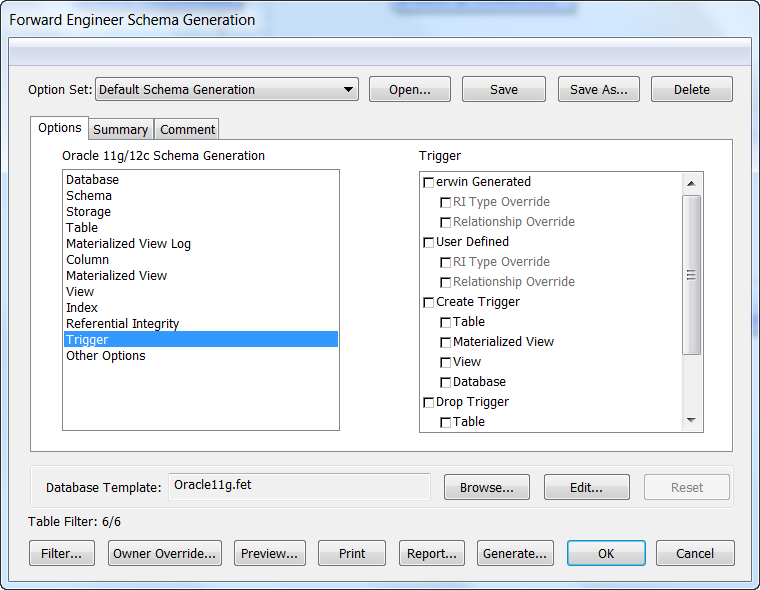 Forward Engineer Schema Generation
Option Set: Default Schema Generation Open... Save Save As... Delete
Options Summary Comment
Oracle 11g/12c Schema Generation
Database
Schema
Storage
Table
Materialized View Log
Column
Materialized View
View
Index
Referential Integrity
Trigger
Other Options
Trigger
erwin Generated
RI Type Override
Relationship Override
User Defined
RI Type Override
Relationship Override
Create Trigger
Table
Materialized View
View
Database
Drop Trigger
Table
Database Template: Oracle11g.fet Browse... Edit... Reset
Table Filter: 6/6
Filter... Owner Override... Preview... Print Report... Generate... OK Cancel